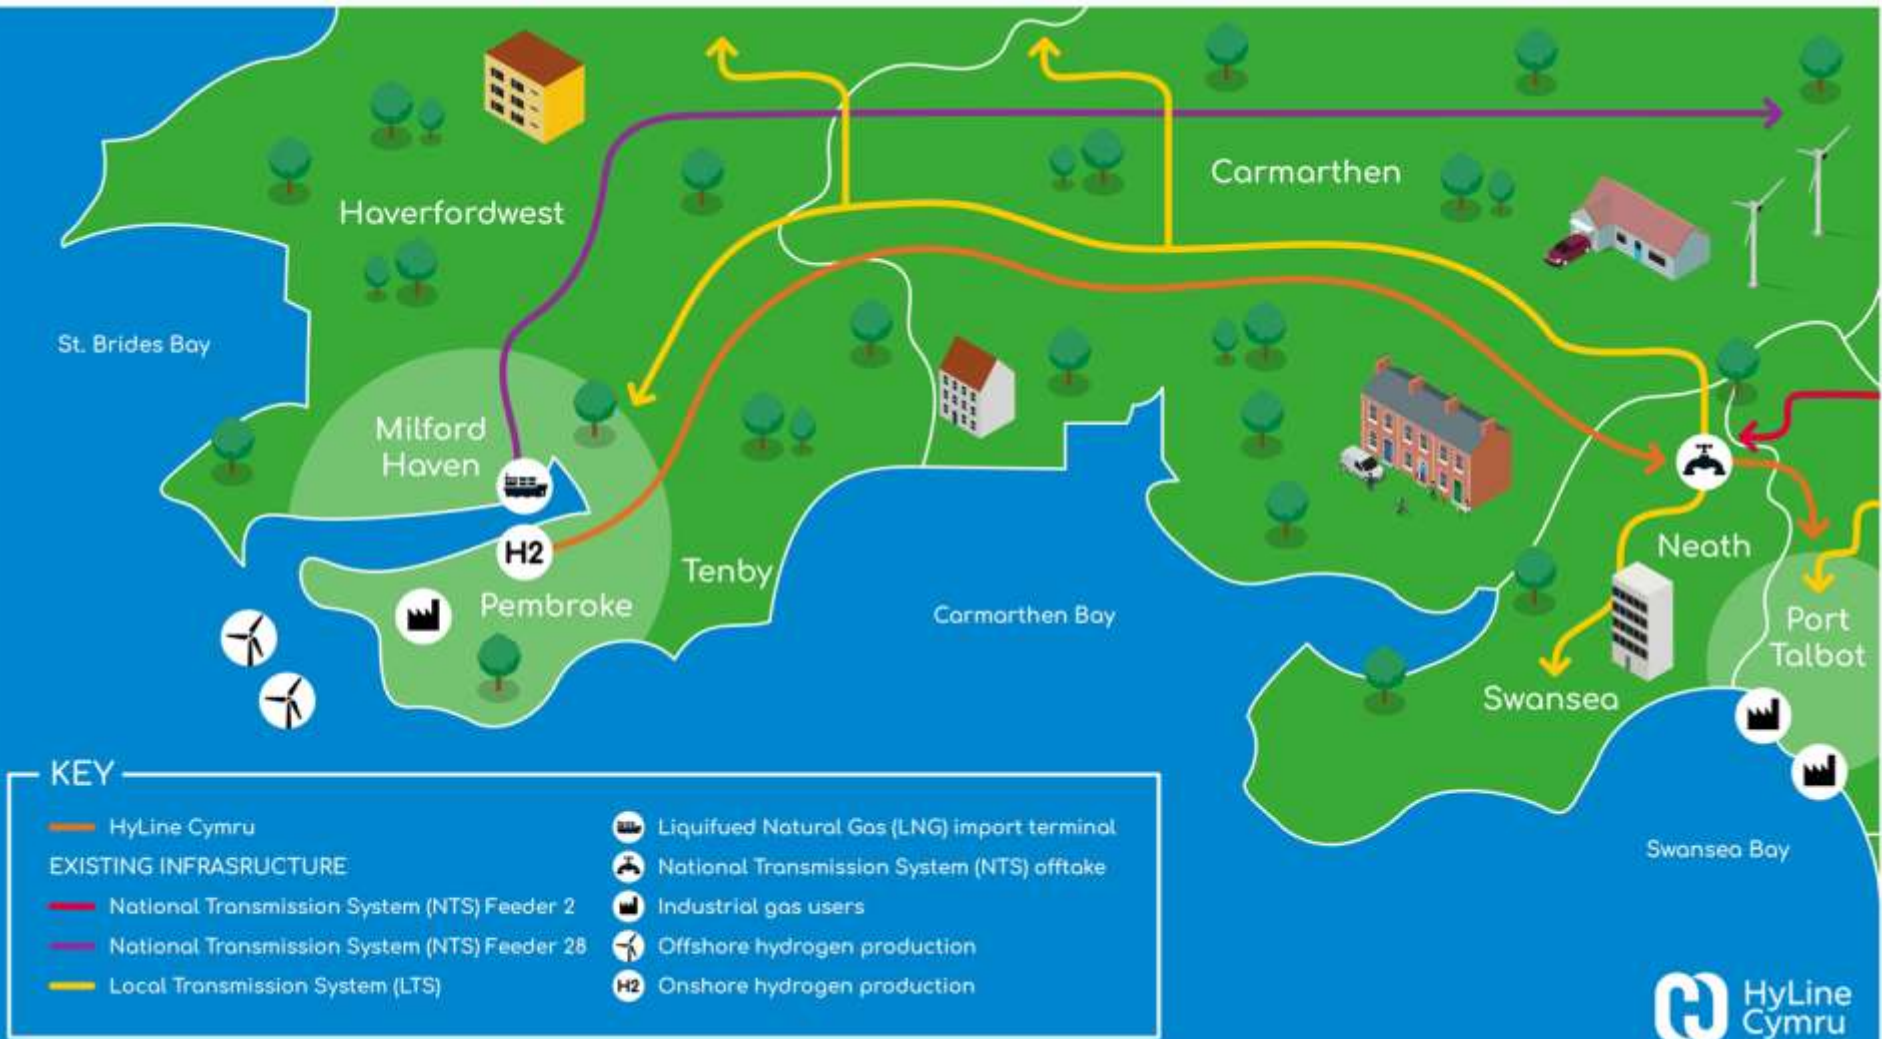 Carmarthen
Haverfordwest
St. Brides Bay
Milford
Haven
H2
Tenby
Pembroke
Carmarthen Bay
Neath
Port
Talbot
Swansea
Swansea Bay
KEY
HyLine Cymru
EXISTING INFRASRUCTURE
National Transmission System (NTS) Feeder 2
National Transmission System (NTS) Feeder 28
Local Transmission System (LTS)
Liquifued Natural Gas (LNG) import terminal
National Transmission System (NTS) offtake
Industrial gas users
Offshore hydrogen production
H2 Onshore hydrogen production
HyLine
Cymru